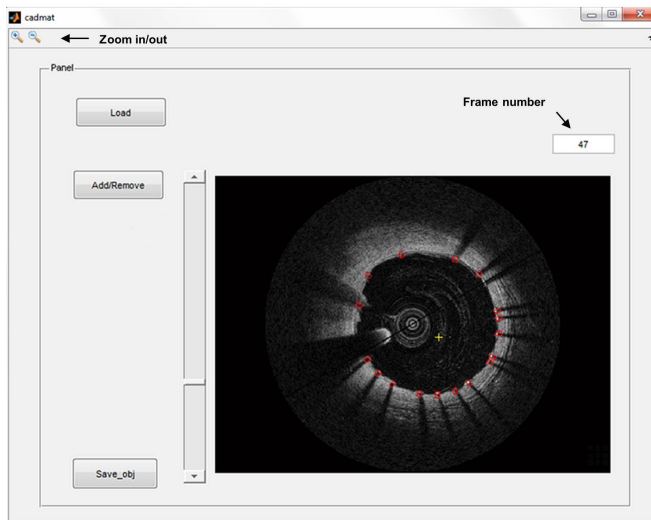 cadmat
Zoom in/out
Panel
Load
Frame number
47
Add/Remove
Save_obj